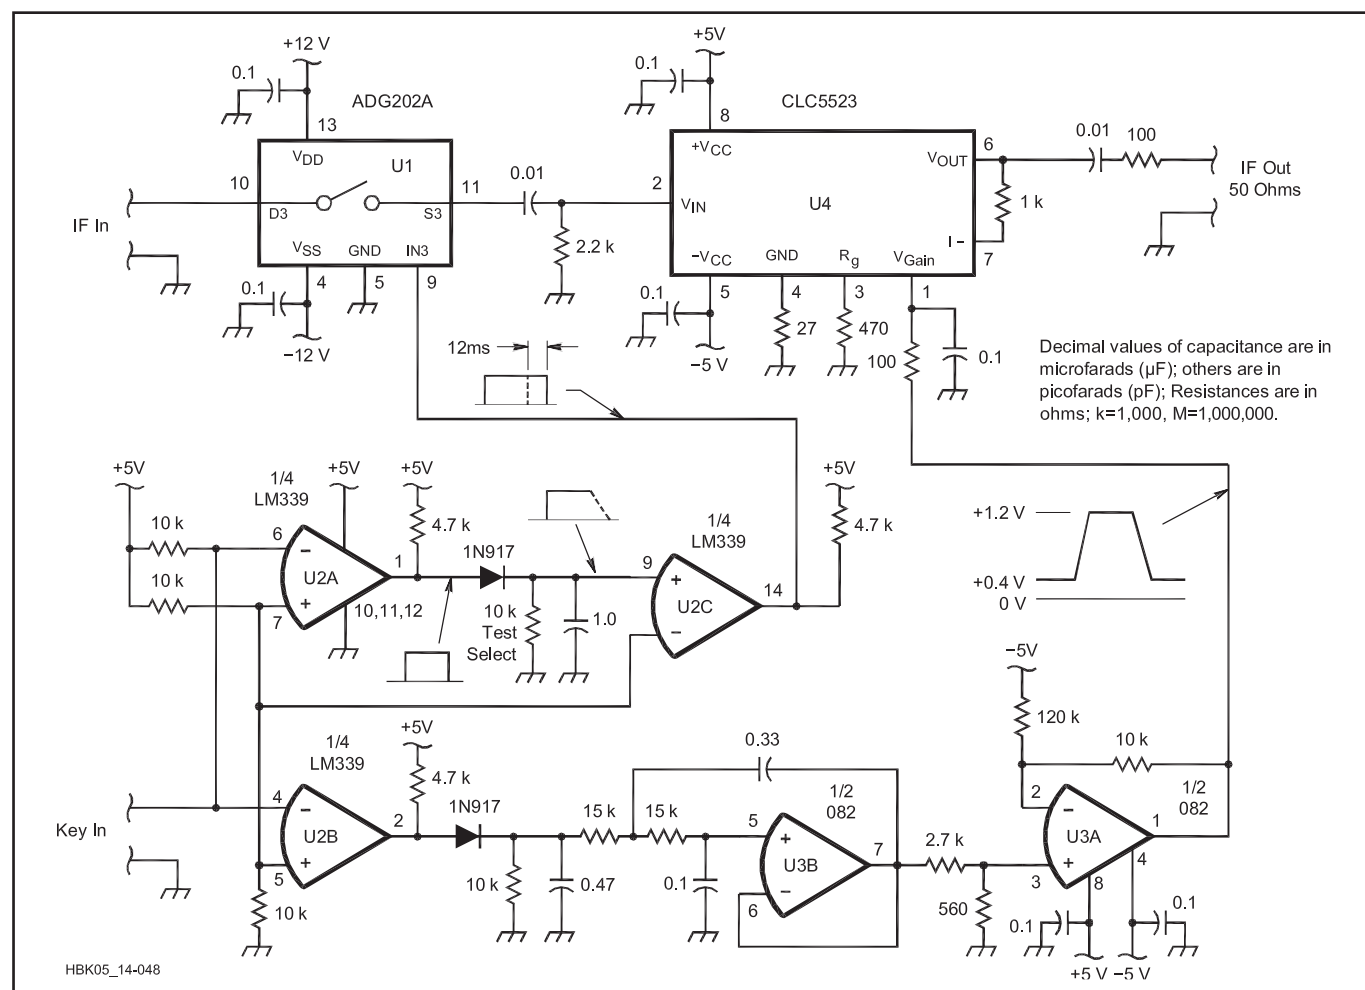 +12 V
0.1
ADG202A
13
VDD
U1
10
D3
S3
11
VSS
GND
IN3
4
5
9
0.1
−12 V
IF In
0.01
2.2 k
+5V
0.1
CLC5523
8
+VCC
VOUT
6
2
VIN
U4
I−
7
−VCC
GND
Rg
VGain
5
4
3
1
0.1
−5 V
27
470
100
0.1
1 k
0.01
100
IF Out
50 Ohms
12ms
Decimal values of capacitance are in
microfarads (µF); others are in
picofarads (pF); Resistances are in
ohms; k=1,000, M=1,000,000.
+5V
10 k
10 k
1/4
LM339
+5V
6
−
U2A
+
7
1
10,11,12
+5V
4.7 k
1N917
10 k
Test
Select
1.0
1/4
LM339
9
+
U2C
−
14
+5V
4.7 k
+1.2 V
+0.4 V
0 V
Key In
1/4
LM339
4
−
U2B
+
5
2
10 k
+5V
4.7 k
1N917
10 k
0.47
15 k
15 k
0.33
0.1
1/2
082
5
+
U3B
−
6
7
2.7 k
560
−5V
120 k
10 k
1/2
082
2
−
U3A
+
3
1
4
8
0.1
0.1
+5 V
−5 V
HBK05_14-048